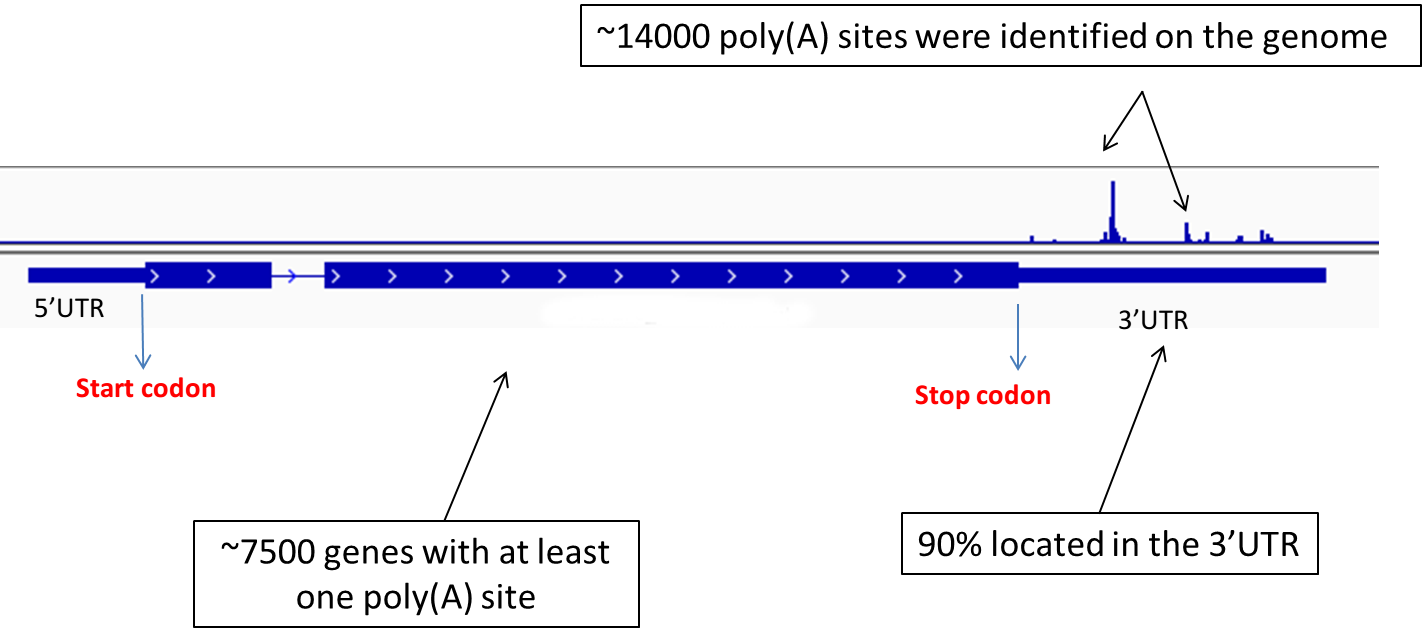 ~14000 poly(A) sites were identified on the genome
5’UTR
3’UTR
Start codon
Stop codon
~7500 genes with at least
one poly(A) site
90% located in the 3’UTR